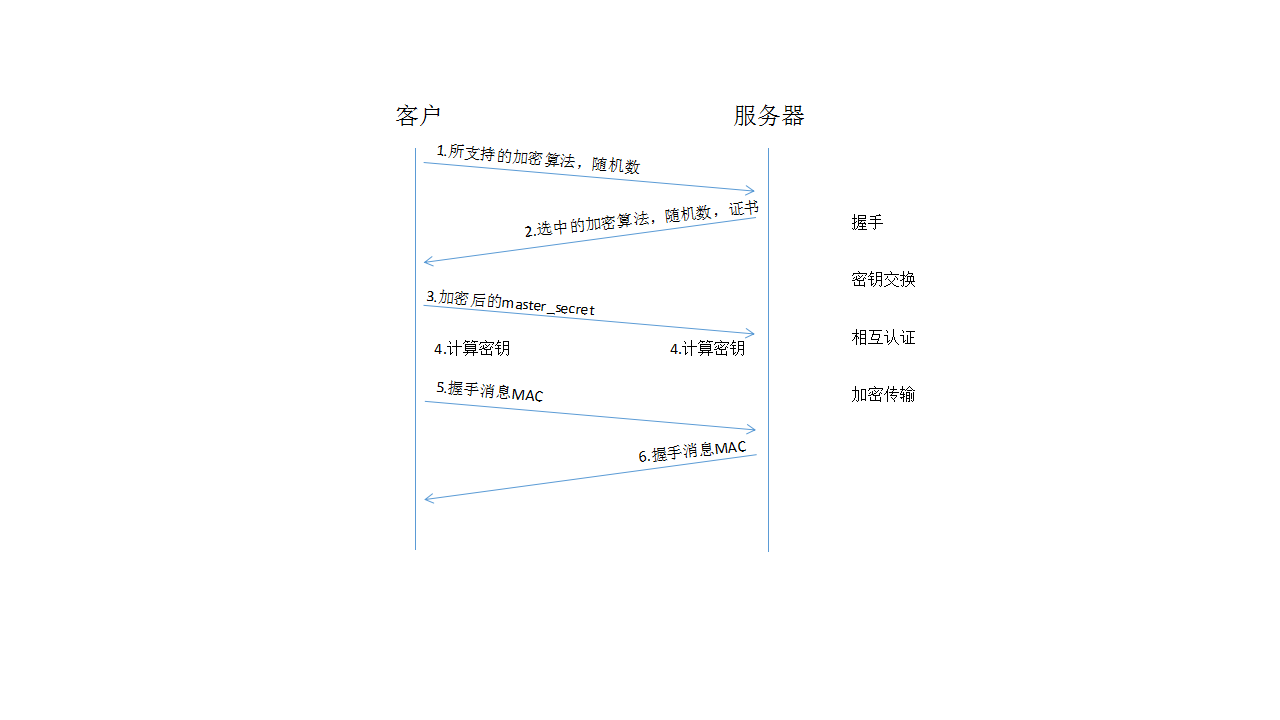 客户
服务器
1.所支持的加密算法，随机数
2.选中的加密算法，随机数，证书
握手
密钥交换
3.加密后的master_secret
相互认证
4.计算密钥
4.计算密钥
5.握手消息MAC
加密传输
6.握手消息MAC